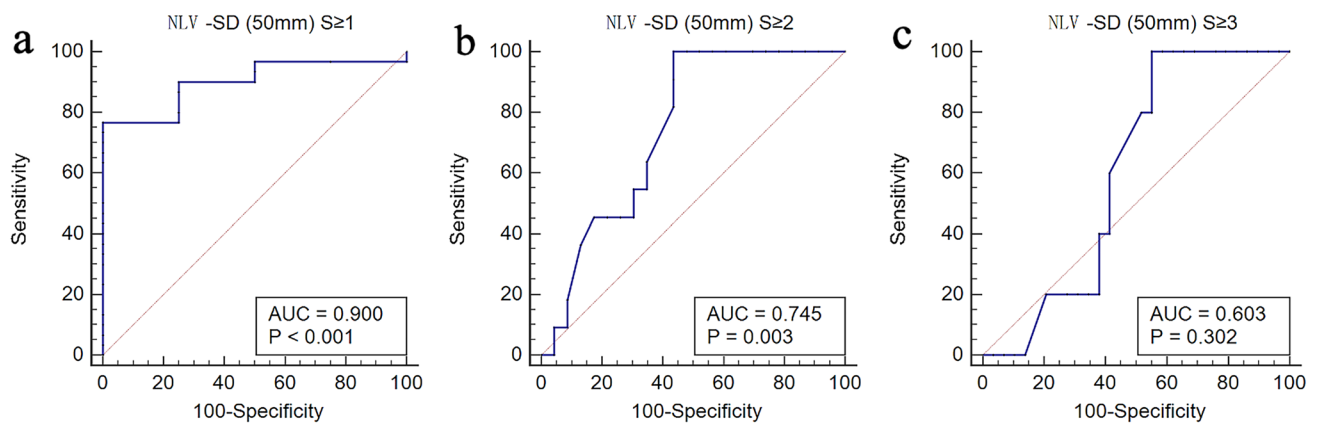 a
NLV -SD (50mm) S≥1
100
80
60
40
20
0
Sensitivity
AUC = 0.900
P < 0.001
0 20 40 60 80 100
100-Specificity
b
NLV -SD (50mm) S≥2
100
80
60
40
20
0
Sensitivity
AUC = 0.745
P = 0.003
0 20 40 60 80 100
100-Specificity
c
NLV -SD (50mm) S≥3
100
80
60
40
20
0
Sensitivity
AUC = 0.603
P = 0.302
0 20 40 60 80 100
100-Specificity